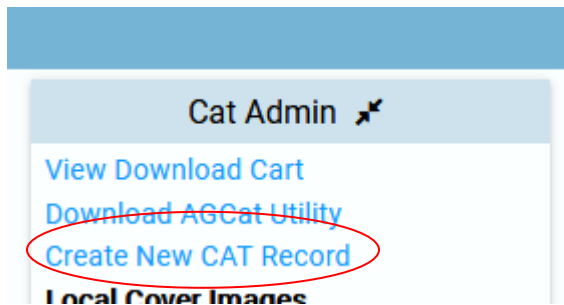 Cat Admin
View Download Cart
Download AGCat Utility
Create New CAT Record
Local Cover Images